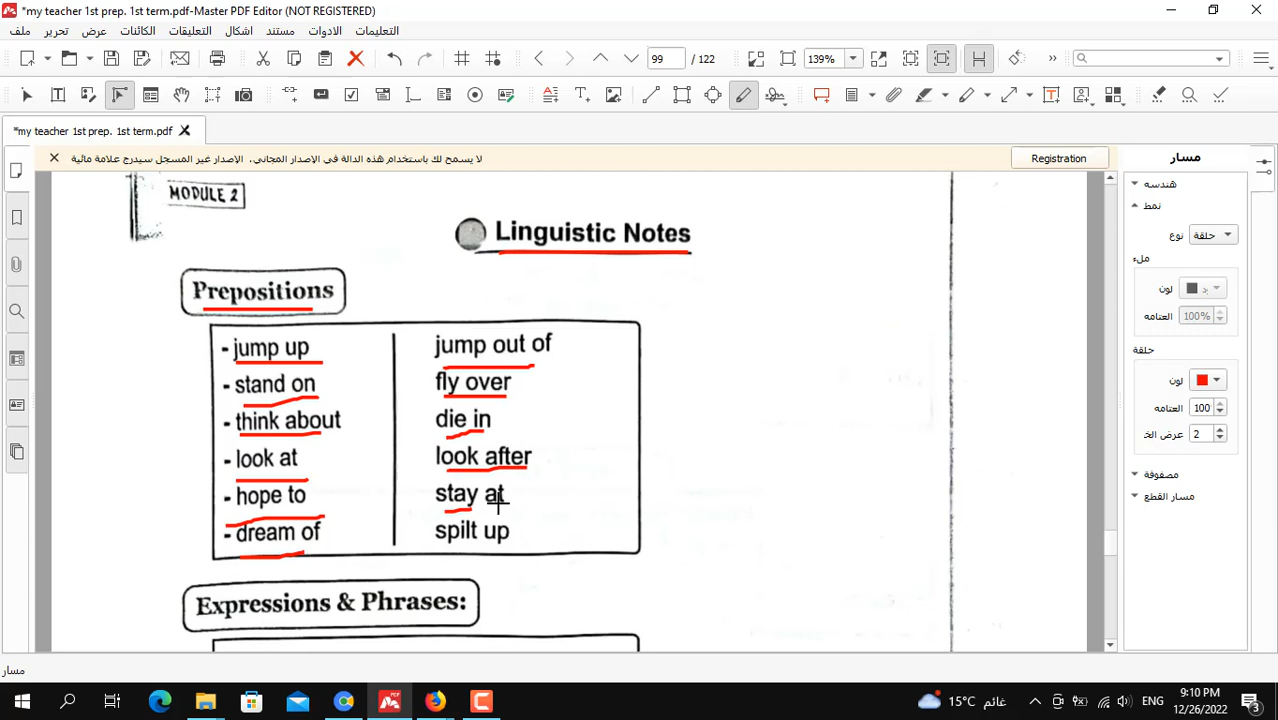 *my teacher 1st prep. 1st term.pdf-Master PDF Editor (NOT REGISTERED)
ملف تحرير عرض الكائنات التعليقات اشكال مستند الادوات التعليمات
99 / 122
139%
*my teacher 1st prep. 1st term.pdf
لا يسمح لك باستخدام هذه الدالة في الإصدار المجاني. الإصدار غير المسجل سيدرج علامة مائية
Registration
مسار
هندسه
نمط
نوع
حلقة
ملء
لون
العتامه
100%
حلقة
لون
العتامه
100
عرض الخ
2
مصفوفة
مسار القطع
MODULE 2
Linguistic Notes
Prepositions
- jump up jump out of
- stand on fly over
- think about die in
- look at look after
- hope to stay at
- dream of spilt up
Expressions & Phrases:
مسار
15°C غائم
ENG
9:10 PM
12/26/2022
3